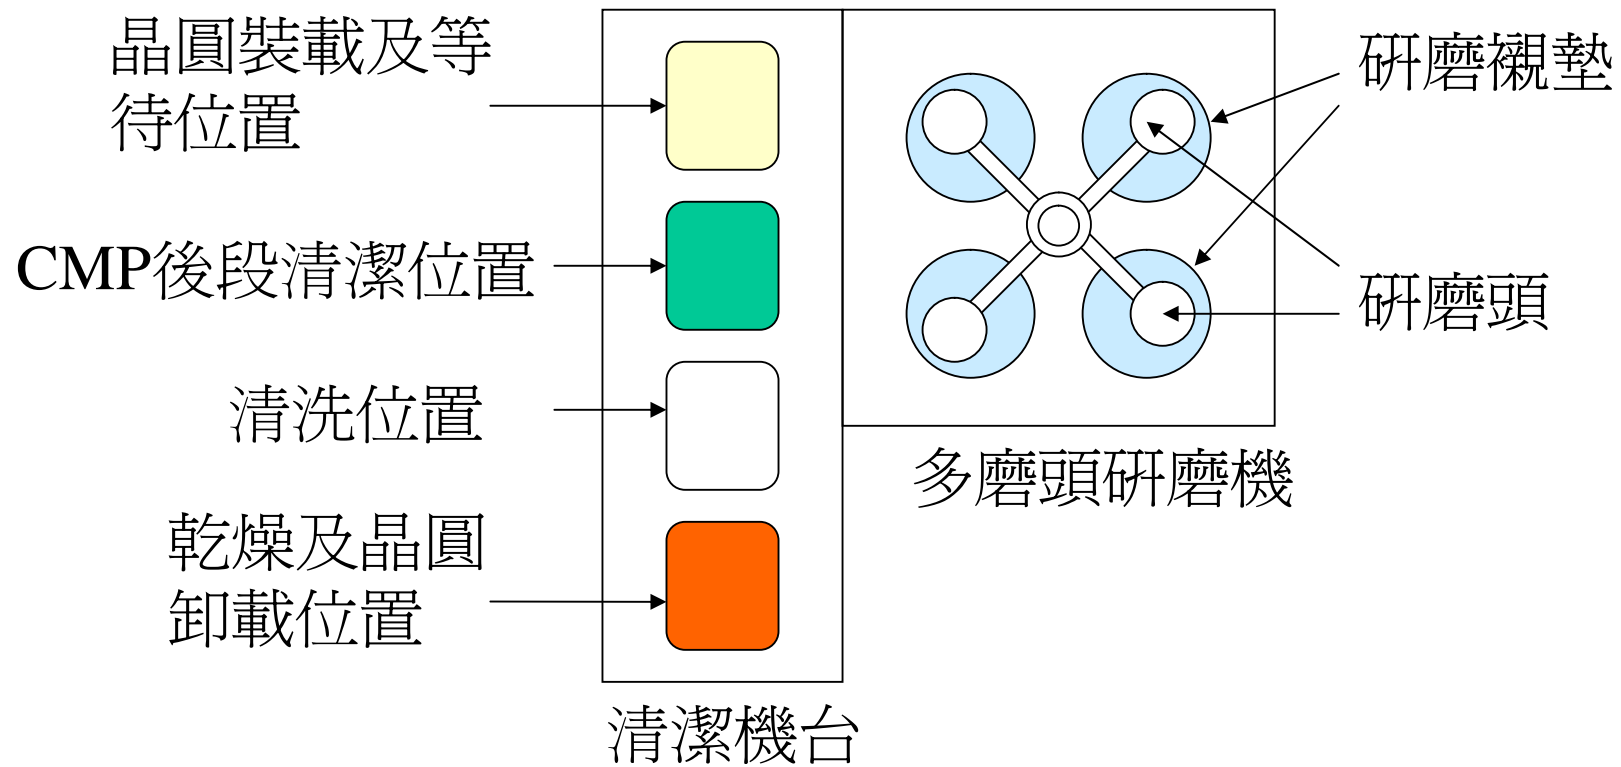 晶圓裝載及等
待位置
CMP後段清潔位置
清洗位置
乾燥及晶圓
卸載位置
清潔機台
研磨襯墊
研磨頭
多磨頭研磨機